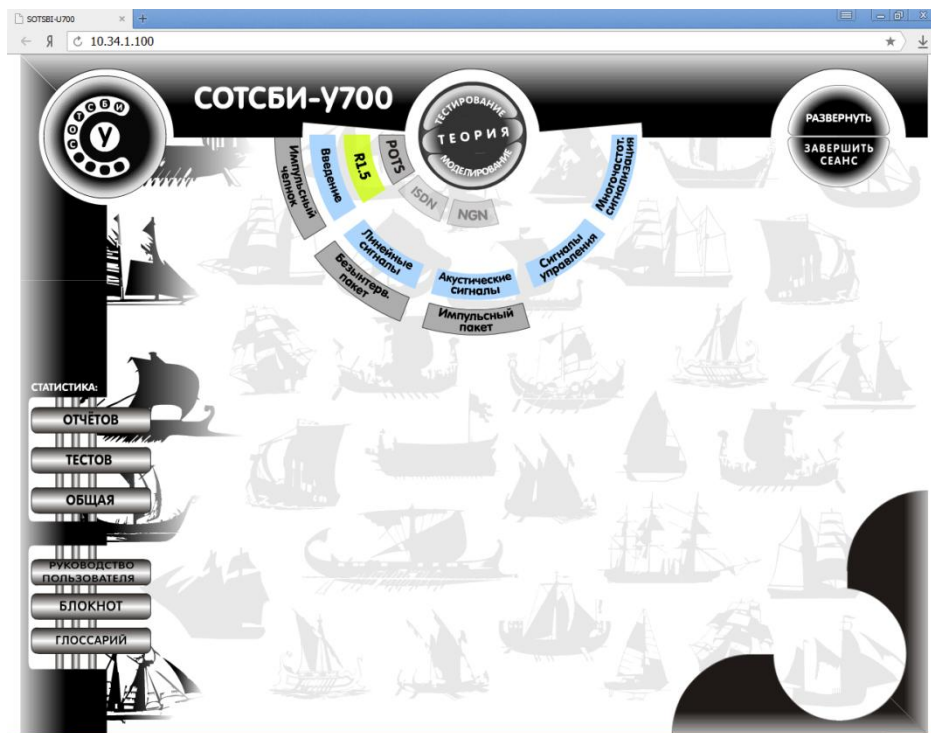 SOTSBI-U700
10.34.1.100
СОТСБИ-У700
СОТСБИ
У
ТЕСТИРОВАНИЕ
ТЕОРИЯ
МОДЕЛИРОВАНИЕ
РАЗВЕРНУТЬ
ЗАВЕРШИТЬ
СЕАНС
POTS
ISDN
NGN
R1.5
Введение
Линейные
сигналы
Акустические
сигналы
Сигналы
управления
Многочастот.
сигнализация
Импульсный
челнок
Безынтерв.
пакет
Импульсный
пакет
СТАТИСТИКА:
ОТЧЁТОВ
ТЕСТОВ
ОБЩАЯ
РУКОВОДСТВО
ПОЛЬЗОВАТЕЛЯ
БЛОКНОТ
ГЛОССАРИЙ